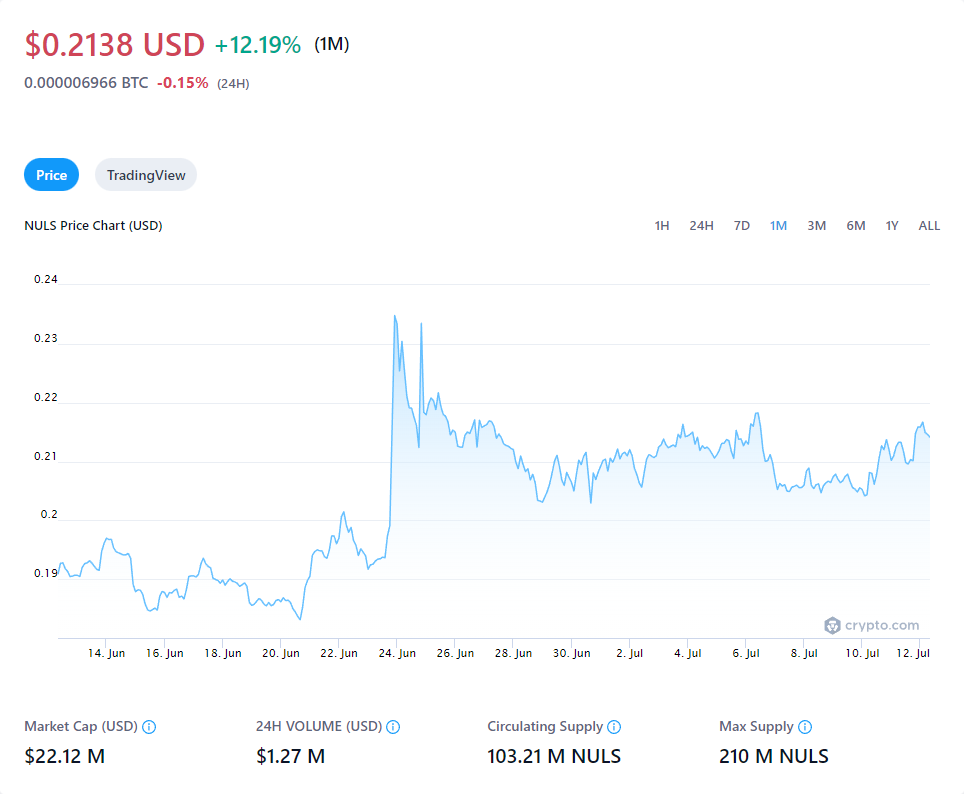 $0.2138 USD +12.19% (1M)
0.000006966 BTC -0.15% (24H)
Price TradingView
NULS Price Chart (USD) 1H 24H 7D 1M 3M 6M 1Y ALL
0.24
0.23
0.22
0.21
0.2
0.19
crypto.com
14. Jun 16. Jun 18. Jun 20. Jun 22. Jun 24. Jun 26. Jun 28. Jun 30. Jun 2. Jul 4. Jul 6. Jul 8. Jul 10. Jul 12. Jul
Market Cap (USD) 24H VOLUME (USD) Circulating Supply Max Supply
$22.12 M $1.27 M 103.21 M NULS 210 M NULS